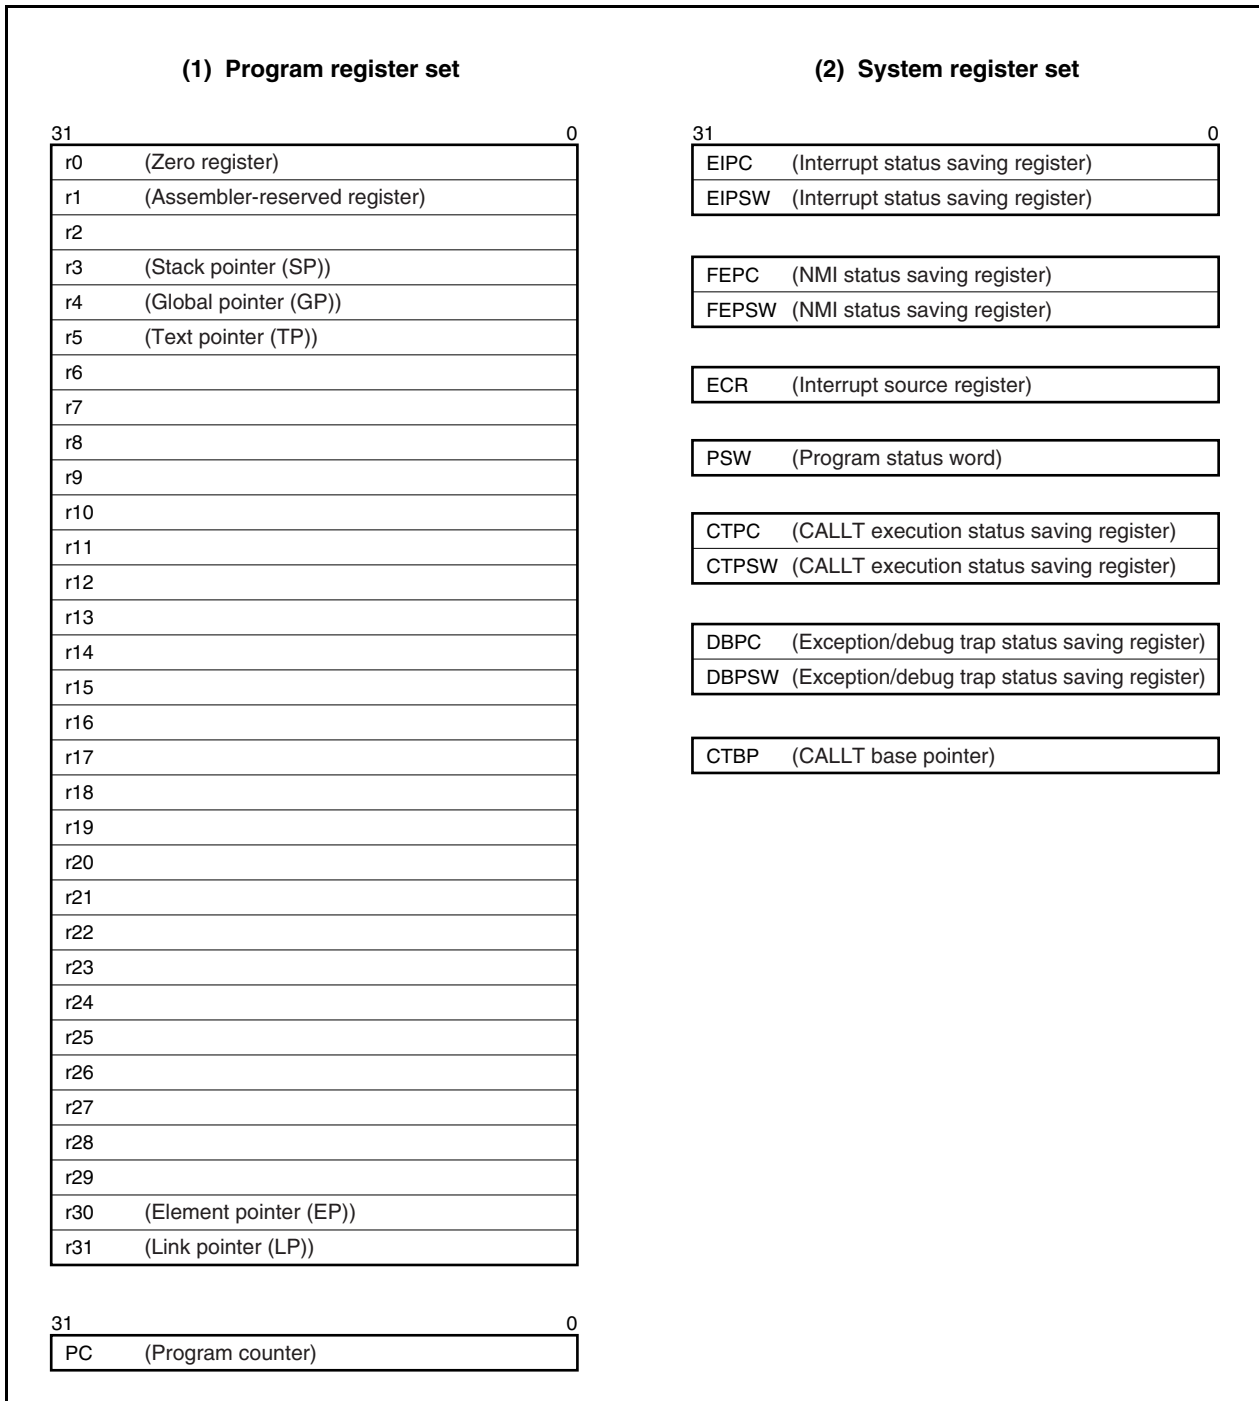 (1) Program register set
31 0
r0 (Zero register)
r1 (Assembler-reserved register)
r2
r3 (Stack pointer (SP))
r4 (Global pointer (GP))
r5 (Text pointer (TP))
r6
r7
r8
r9
r10
r11
r12
r13
r14
r15
r16
r17
r18
r19
r20
r21
r22
r23
r24
r25
r26
r27
r28
r29
r30 (Element pointer (EP))
r31 (Link pointer (LP))
31 0
PC (Program counter)
(2) System register set
31 0
EIPC (Interrupt status saving register)
EIPSW (Interrupt status saving register)
FEPC (NMI status saving register)
FEPSW (NMI status saving register)
ECR (Interrupt source register)
PSW (Program status word)
CTPC (CALLT execution status saving register)
CTPSW (CALLT execution status saving register)
DBPC (Exception/debug trap status saving register)
DBPSW (Exception/debug trap status saving register)
CTBP (CALLT base pointer)